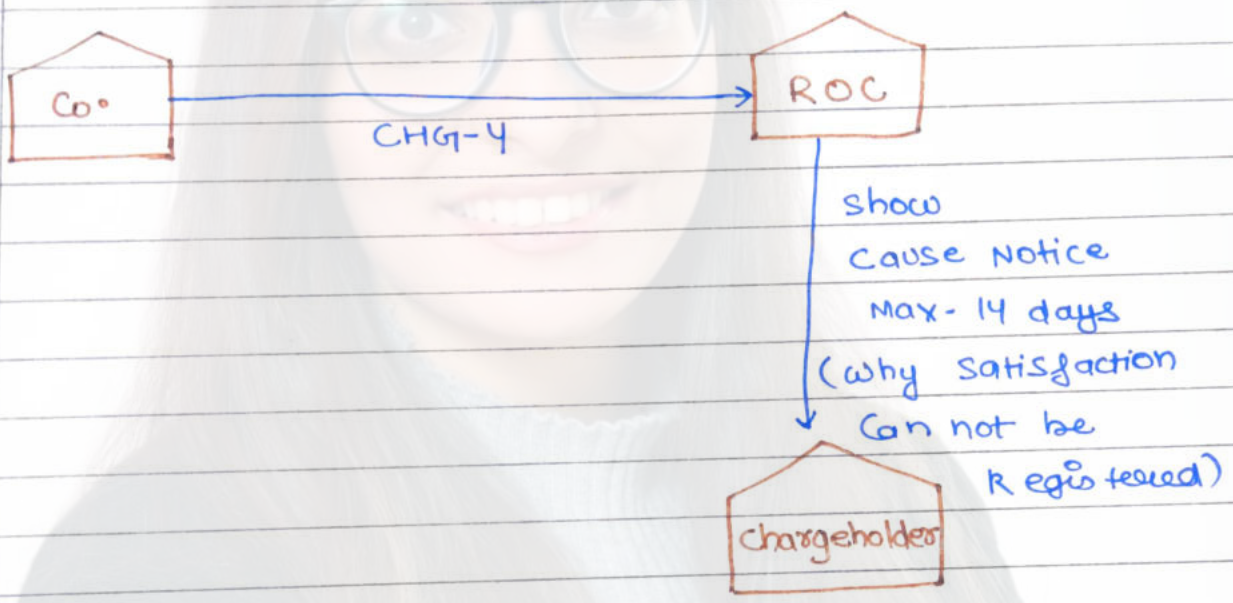 Co.
ROC
CHG-4
show
cause Notice
Max- 14 days
(why satisfaction
Can not be
Registered)
chargeholder